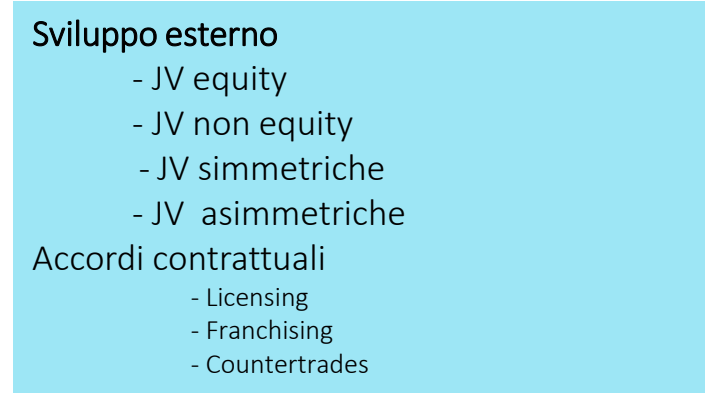 Sviluppo esterno
- JV equity
- JV non equity
- JV simmetriche
- JV  asimmetriche
Accordi contrattuali
- Licensing
- Franchising
- Countertrades